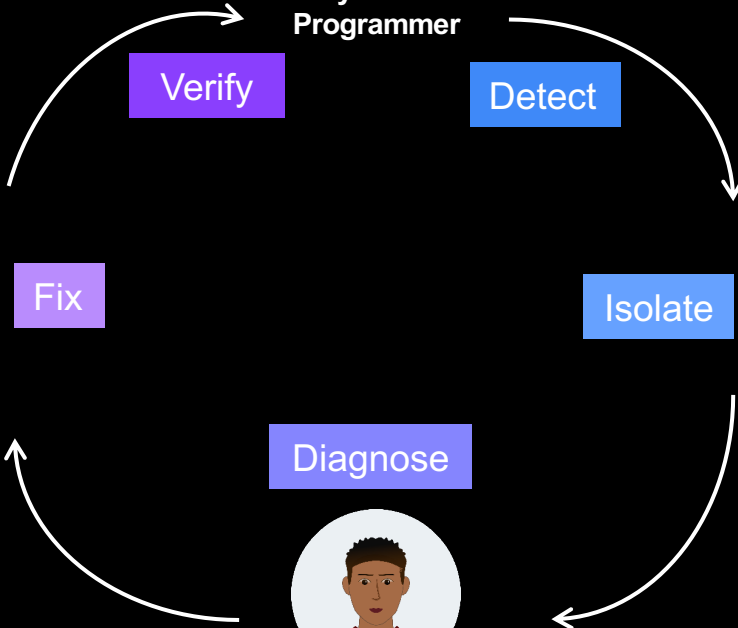 Programmer
Verify
Detect
Fix
Isolate
Diagnose